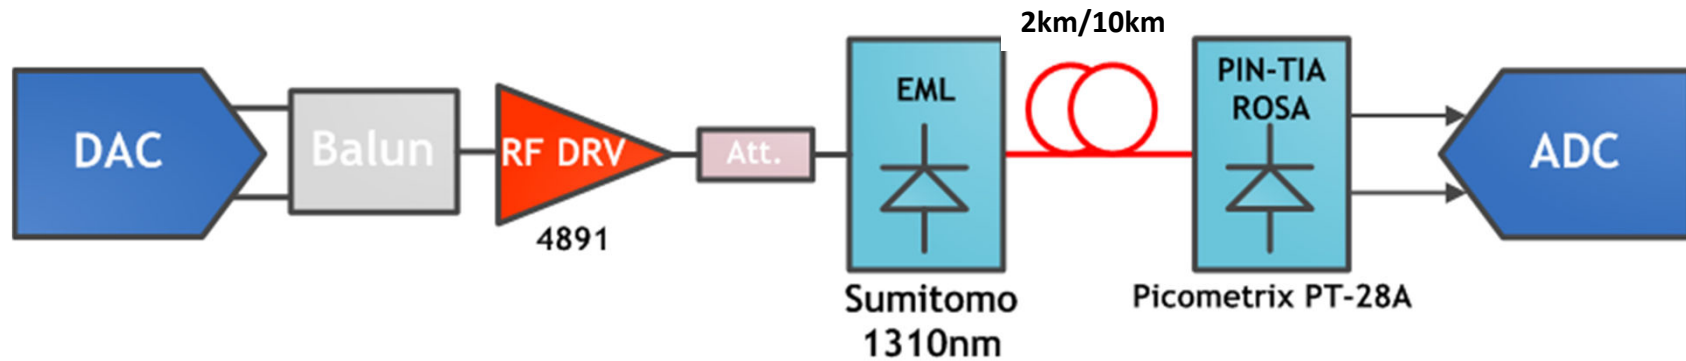 2km/10km
DAC
Balun
RF DRV
4891
Att.
EML
Sumitomo
1310nm
PIN-TIA
ROSA
Picometrix PT-28A
ADC